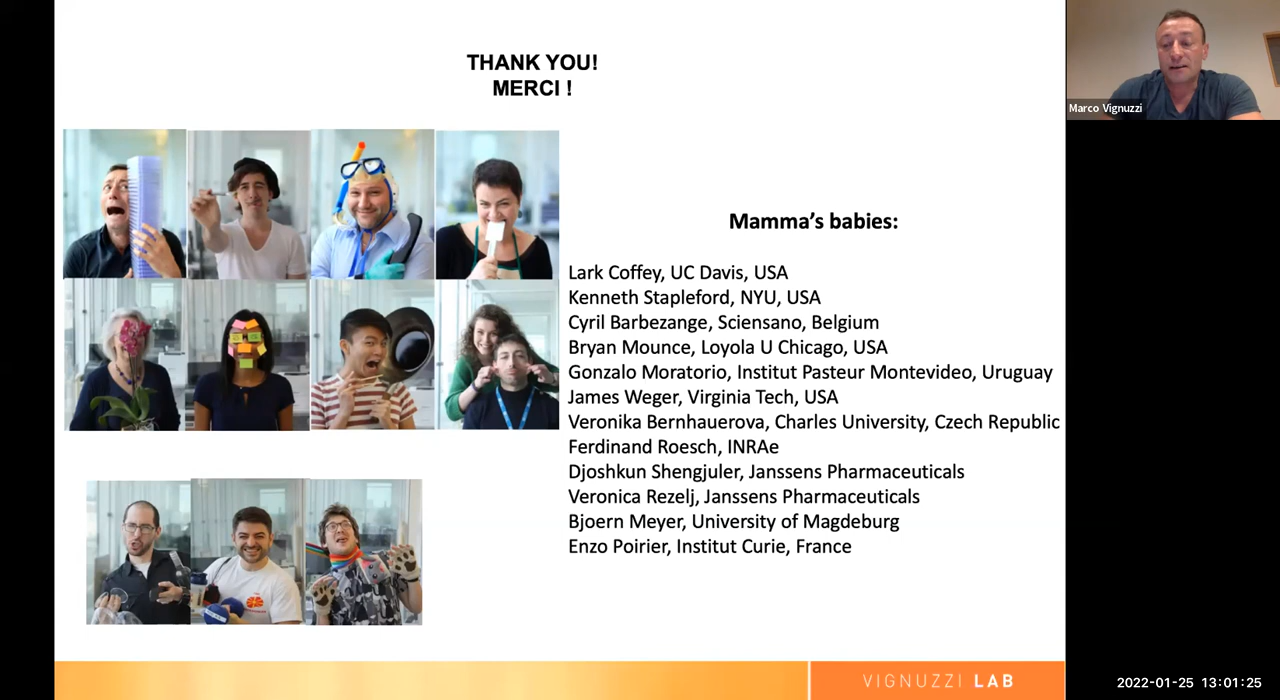 THANK YOU!
MERCI !
Marco Vignuzzi
Mamma’s babies:
Lark Coffey, UC Davis, USA
Kenneth Stapleford, NYU, USA
Cyril Barbezange, Sciensano, Belgium
Bryan Mounce, Loyola U Chicago, USA
Gonzalo Moratorio, Institut Pasteur Montevideo, Uruguay
James Weger, Virginia Tech, USA
Veronika Bernhauerova, Charles University, Czech Republic
Ferdinand Roesch, INRAe
Djoshkun Shengjuler, Janssens Pharmaceuticals
Veronica Rezelj, Janssens Pharmaceuticals
Bjoern Meyer, University of Magdeburg
Enzo Poirier, Institut Curie, France
VIGNUZZI LAB
2022-01-25 13:01:25